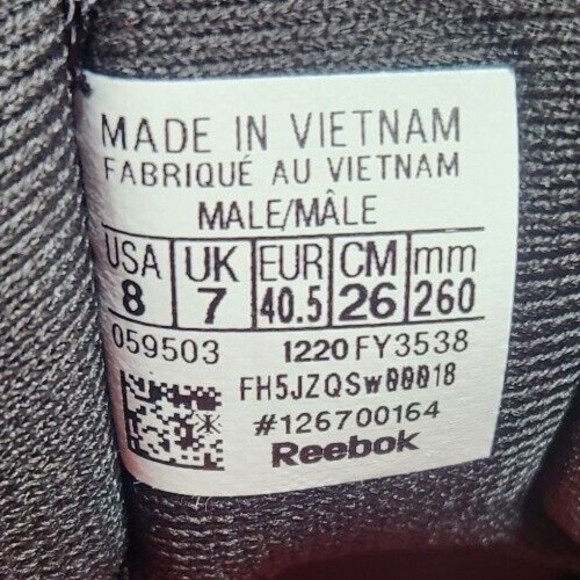 MADE IN VIETNAM
FABRIQUÉ AU VIETNAM
MALE/MÂLE
USA UK EUR CM mm
8 7 40.5 26 260
059503 1220 FY3538
FH5JZQSw00018
#126700164
Reebok